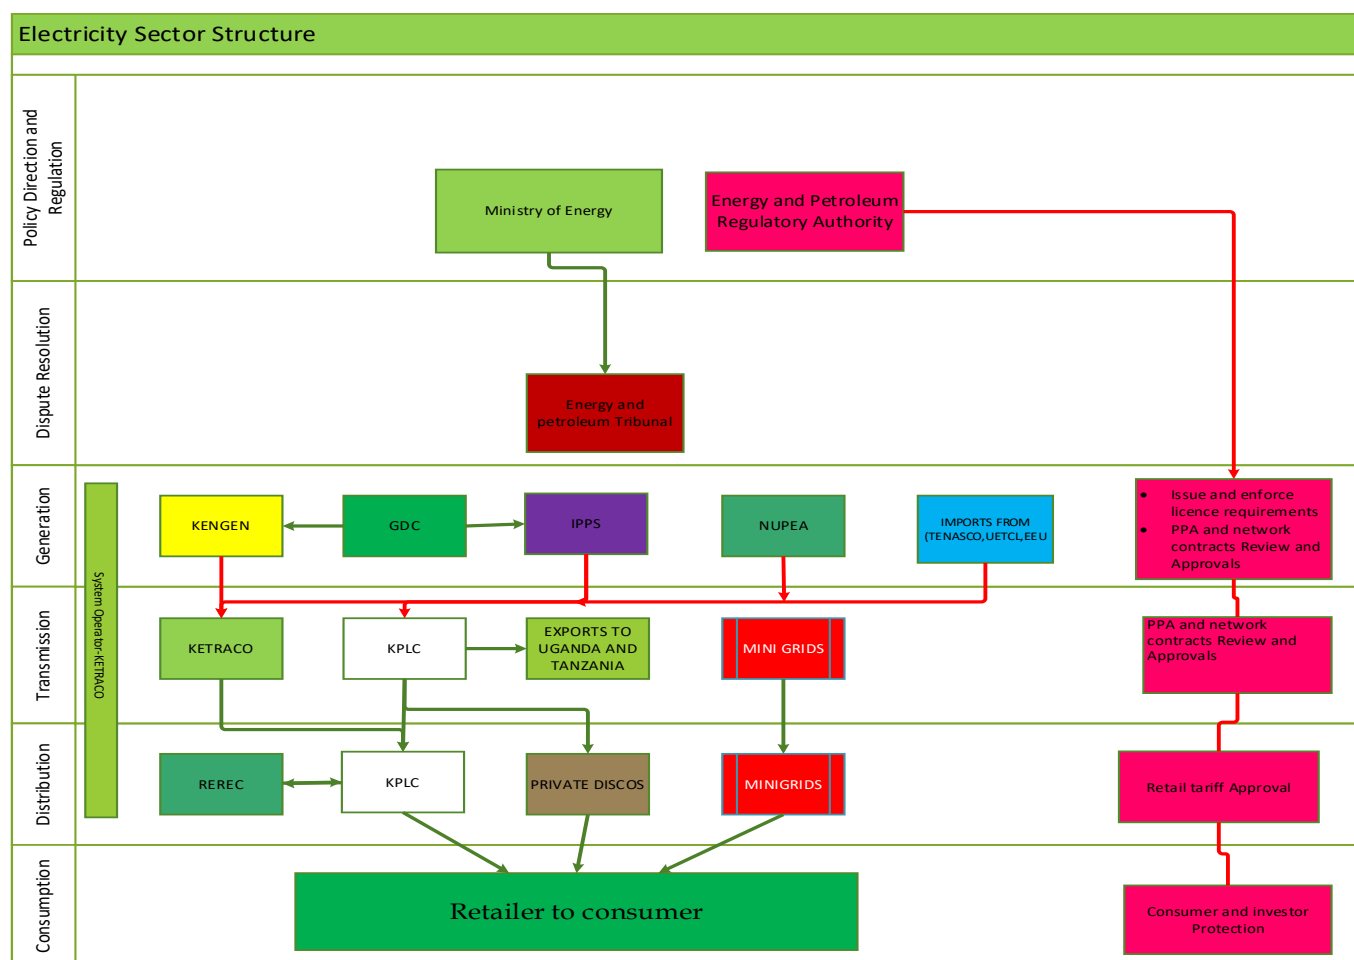 Electricity Sector Structure
Policy Direction and
Regulation
Ministry of Energy
Energy and Petroleum
Regulatory Authority
Dispute Resolution
Energy and
petroleum Tribunal
Generation
System Operator-KETRACO
KENGEN
GDC
IPPS
NUPEA
IMPORTS FROM
(TENASCO,UETCL,EEU
• Issue and enforce
licence requirements
• PPA and network
contracts Review and
Approvals
Transmission
KETRACO
KPLC
EXPORTS TO
UGANDA AND
TANZANIA
MINI GRIDS
PPA and network
contracts Review and
Approvals
Distribution
REREC
KPLC
PRIVATE DISCOS
MINIGRIDS
Retail tariff Approval
Consumption
Retailer to consumer
Consumer and investor
Protection